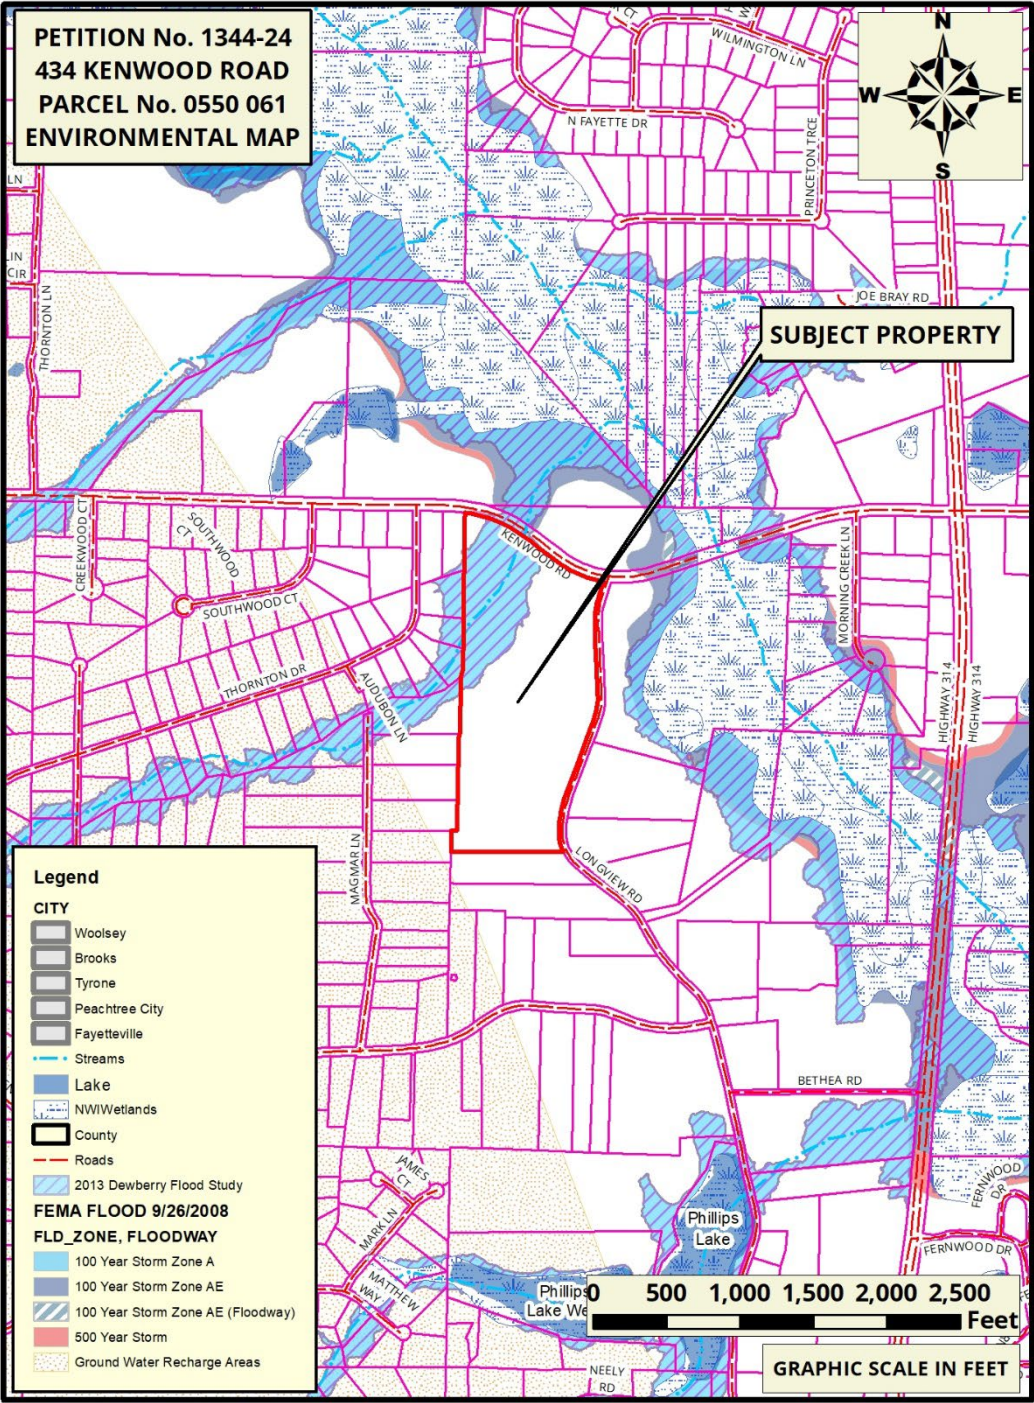 PETITION No. 1344-24
434 KENWOOD ROAD
PARCEL No. 0550 061
ENVIRONMENTAL MAP
N
W
E
S
WILMINGTON LN
N FAYETTE DR
PRINCETON TRCE
JOE BRAY RD
SUBJECT PROPERTY
LN
LIN
CIR
THORNTON LN
CREEKWOOD CT
SOUTHWOOD
CT
SOUTHWOOD CT
KENWOOD RD
MORNING CREEK LN
THORNTON DR
AUDUBON LN
HIGHWAY 314
HIGHWAY 314
MAGMAR LN
LONGVIEW RD
BETHEA RD
JAMES
CT
MARK LN
MATTHEW
WAY
FERNWOOD
DR
FERNWOOD DR
Phillips
Lake
Phillips
Lake We
NEELY
RD
Legend
CITY
Woolsey
Brooks
Tyrone
Peachtree City
Fayetteville
Streams
Lake
NWIWetlands
County
Roads
2013 Dewberry Flood Study
FEMA FLOOD 9/26/2008
FLD_ZONE, FLOODWAY
100 Year Storm Zone A
100 Year Storm Zone AE
100 Year Storm Zone AE (Floodway)
500 Year Storm
Ground Water Recharge Areas
0 500 1,000 1,500 2,000 2,500
Feet
GRAPHIC SCALE IN FEET